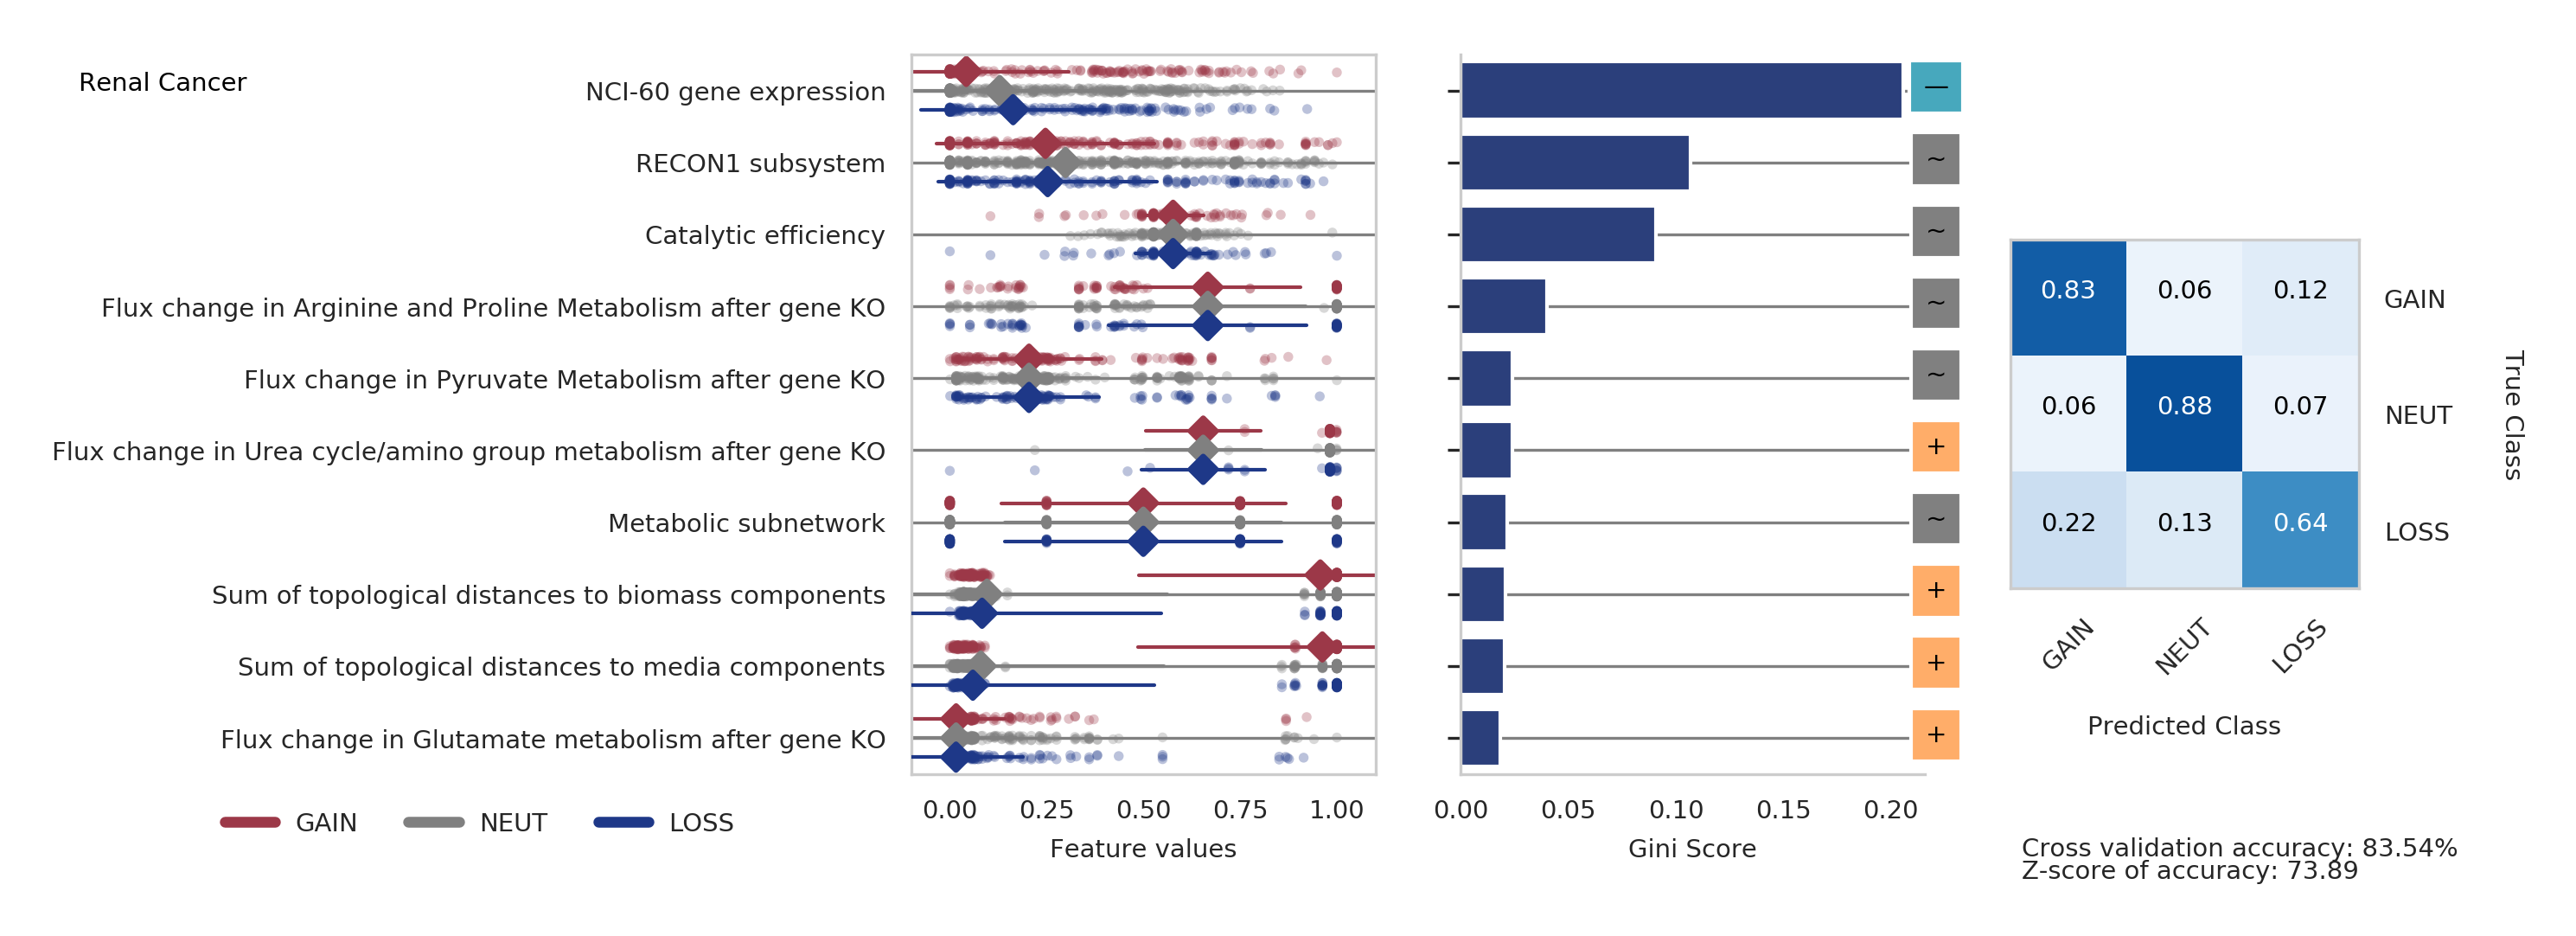 Renal Cancer
NCI-60 gene expression
RECON1 subsystem
Catalytic efficiency
Flux change in Arginine and Proline Metabolism after gene KO
Flux change in Pyruvate Metabolism after gene KO
Flux change in Urea cycle/amino group metabolism after gene KO
Metabolic subnetwork
Sum of topological distances to biomass components
Sum of topological distances to media components
Flux change in Glutamate metabolism after gene KO
GAIN NEUT LOSS
0.00 0.25 0.50 0.75 1.00
Feature values
—
~
~
~
~
+
~
+
+
+
0.00 0.05 0.10 0.15 0.20
Gini Score
0.83 0.06 0.12 GAIN
0.06 0.88 0.07 NEUT
0.22 0.13 0.64 LOSS
True Class
GAIN NEUT LOSS
Predicted Class
Cross validation accuracy: 83.54%
Z-score of accuracy: 73.89